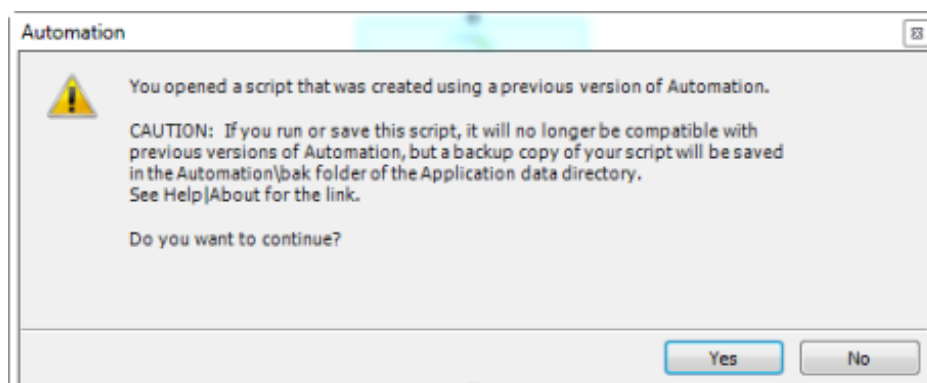 Automation
You opened a script that was created using a previous version of Automation.
CAUTION:  If you run or save this script, it will no longer be compatible with
previous versions of Automation, but a backup copy of your script will be saved
in the Automation\bak folder of the Application data directory.
See Help|About for the link.
Do you want to continue?
Yes
No